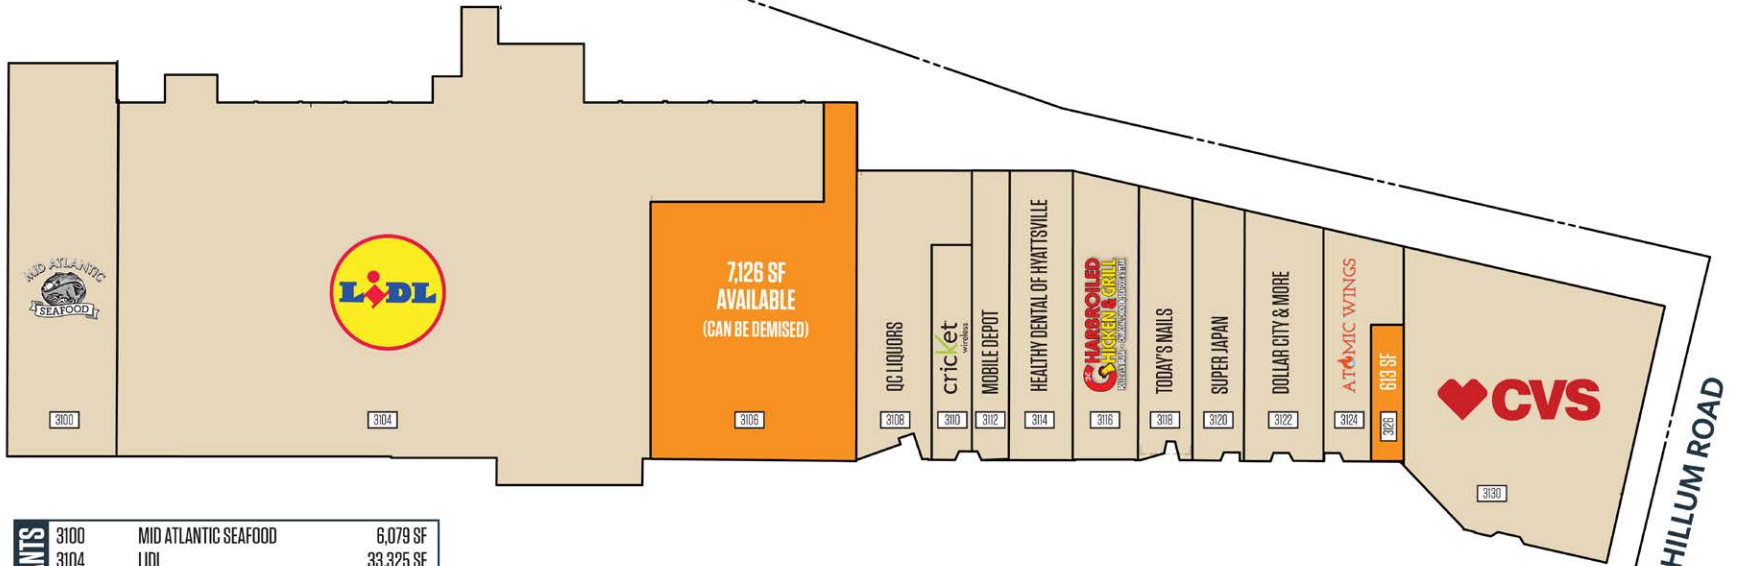 MID ATLANTIC
SEAFOOD
3100
LIDL
3104
7,126 SF
AVAILABLE
(CAN BE DEMISED)
3106
QC LIQUORS
3108
cricket
wireless
3110
MOBILE DEPOT
3112
HEALTHY DENTAL OF HYATTSVILLE
3114
CHARBROILED
CHICKEN & GRILL
3116
TODAY'S NAILS
3118
SUPER JAPAN
3120
DOLLAR CITY & MORE
3122
ATOMIC WINGS
3124
613 SF
3126
CVS
3130
HILLUM ROAD
ANTS
3100 MID ATLANTIC SEAFOOD 6,079 SF
3104 LIDL 33,325 SF